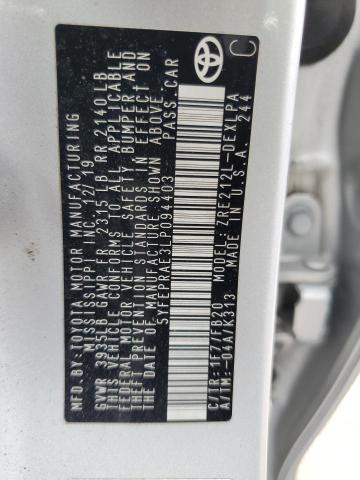 MFD.BY:TOYOTA MOTOR MANUFACTURING
MISSISSIPPI INC. 12/19
GVWR 3935LB GAWR FR 2315LB RR 2140LB
THIS VEHICLE CONFORMS TO ALL APPLICABLE
FEDERAL MOTOR VEHICLE SAFETY, BUMPER, AND
THEFT PREVENTION STANDARDS IN EFFECT ON
THE DATE OF MANUFACTURE SHOWN ABOVE.
5YFEPRAE3LP094403 PASS.CAR
TOYOTA
C
C/TR:1F7/FB20 MODEL:ZRE212L-DEXLPA
A/TM:-04A/K313 MADE IN U.S.A. 244